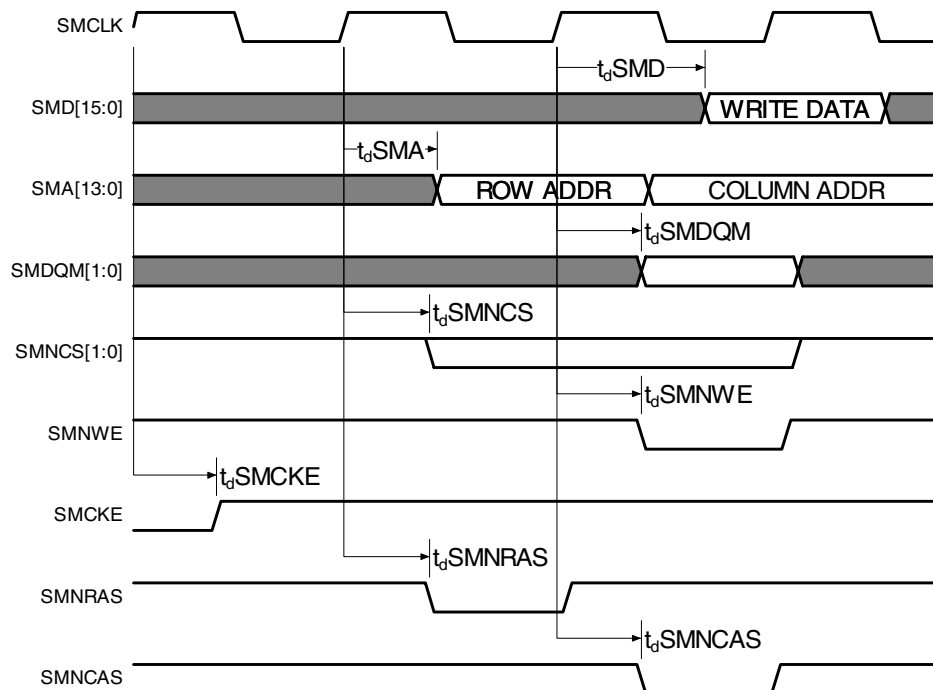 SMCLK
tdSMD
SMD[15:0]
WRITE DATA
tdSMA
SMA[13:0]
ROW ADDR
COLUMN ADDR
tdSMDQM
SMDQM[1:0]
tdSMNCS
SMNCS[1:0]
tdSMNWE
SMNWE
tdSMCKE
SMCKE
tdSMNRAS
SMNRAS
tdSMNCAS
SMNCAS